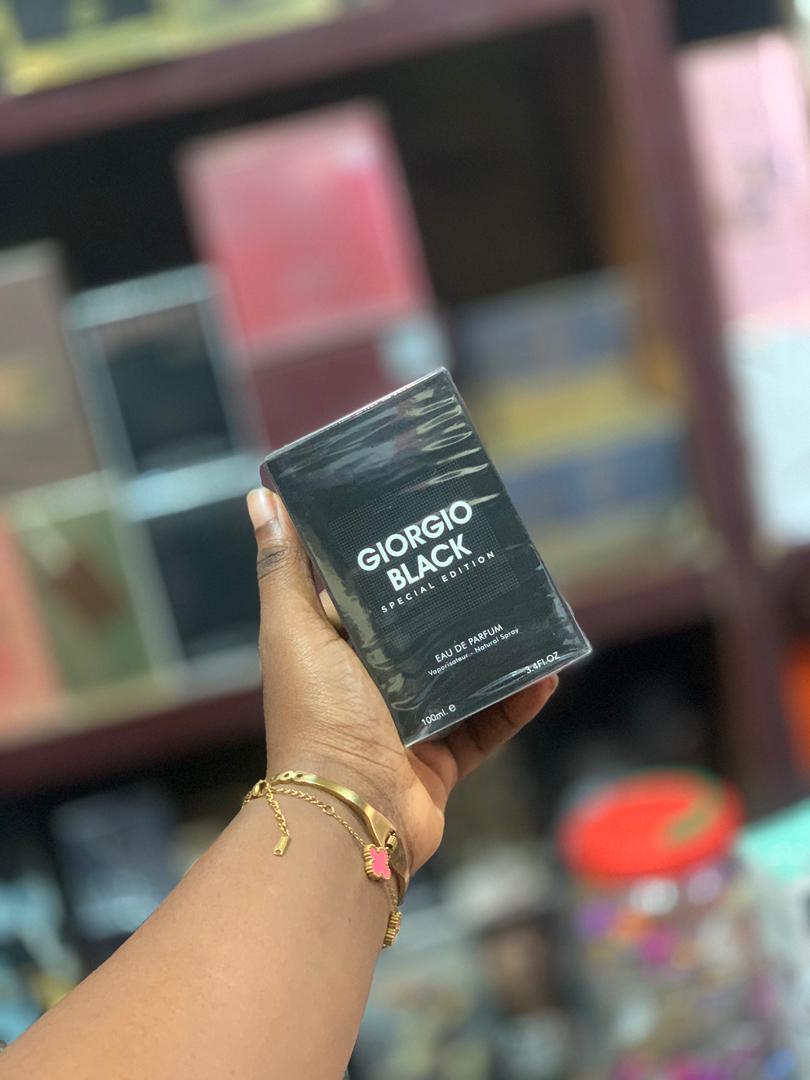 GIORGIO
BLACK
SPECIAL EDITION
EAU DE PARFUM
Vaporisateur - Natural Spray
100ml. e
3.4FL.OZ